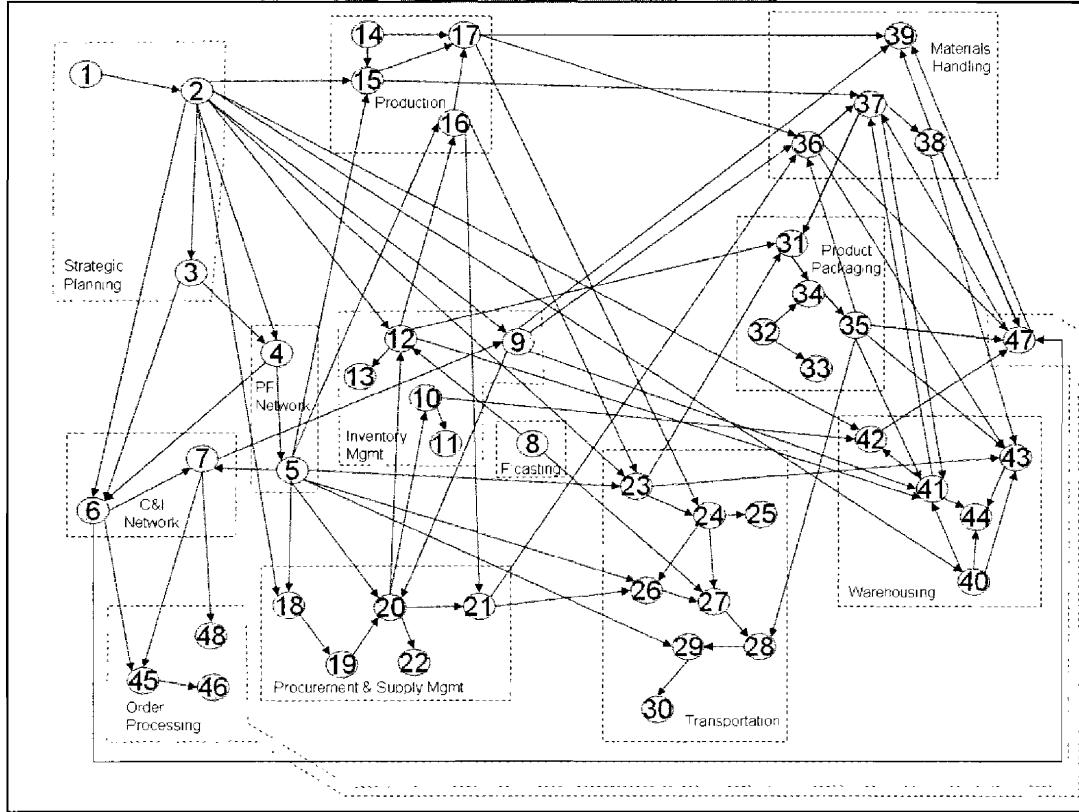 14
17
39
Materials
Handling
1
2
15
Production
37
16
36
38
31
Product
Packaging
3
Strategic
Planning
34
32
35
33
12
9
47
4
13
PF
Network
10
11
Inventory
Mgmt
8
F'casting
42
43
7
5
23
41
6
C&I
Network
24
25
44
40
Warehousing
26
27
18
20
21
48
29
28
19
22
Procurement & Supply Mgmt
45
46
Order
Processing
30
Transportation